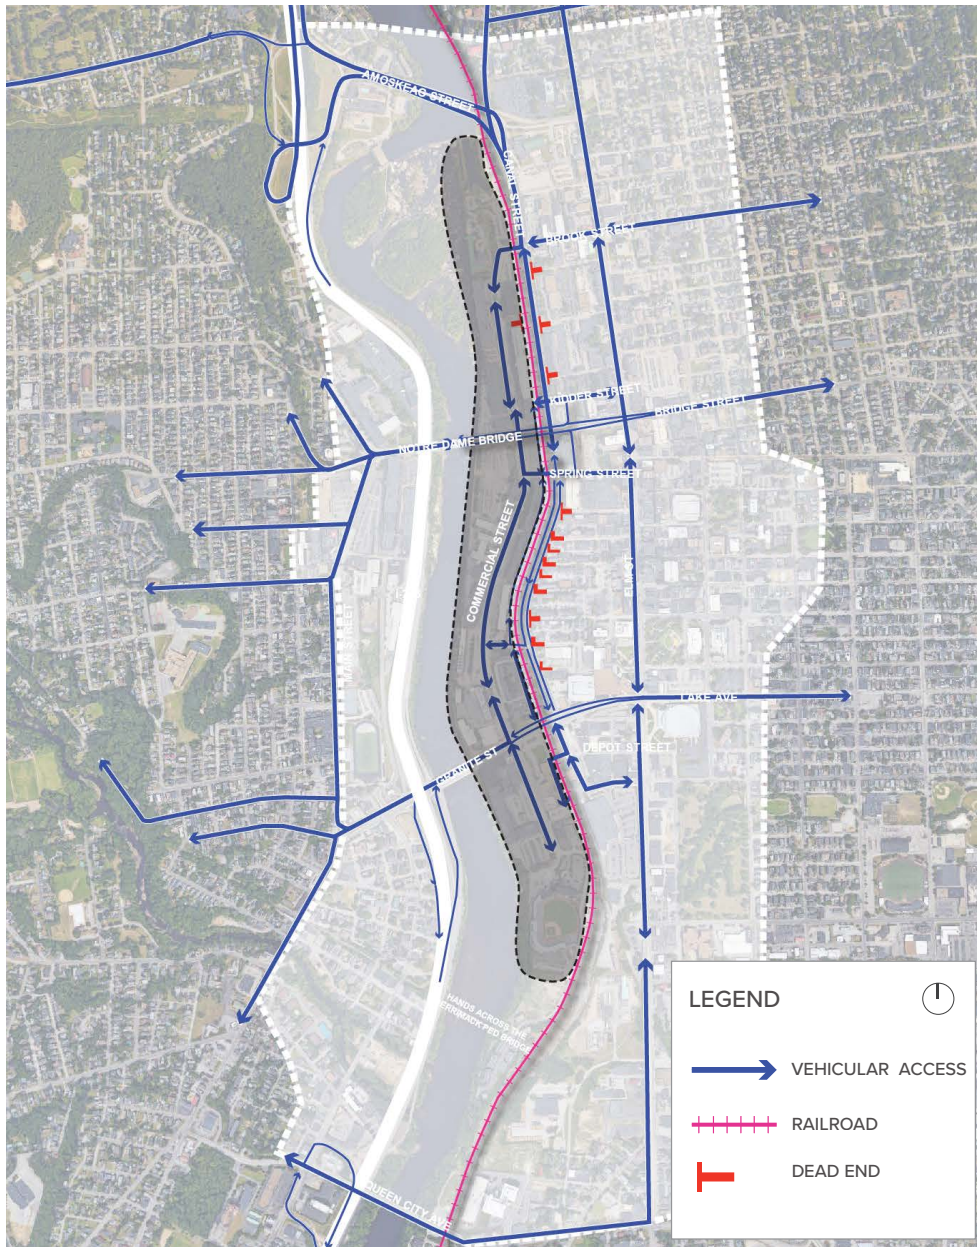 AMOSKEAG STREET
CANAL STREET
BROOK STREET
KIDDER STREET
BRIDGE STREET
NOTRE DAME BRIDGE
SPRING STREET
COMMERCIAL STREET
ELM ST
LAKE AVE
DEPOT STREET
GRANITE ST
HANDS ACROSS THE
MERRIMACK PED BRIDGE
QUEEN CITY AVE
LEGEND
VEHICULAR ACCESS
RAILROAD
DEAD END